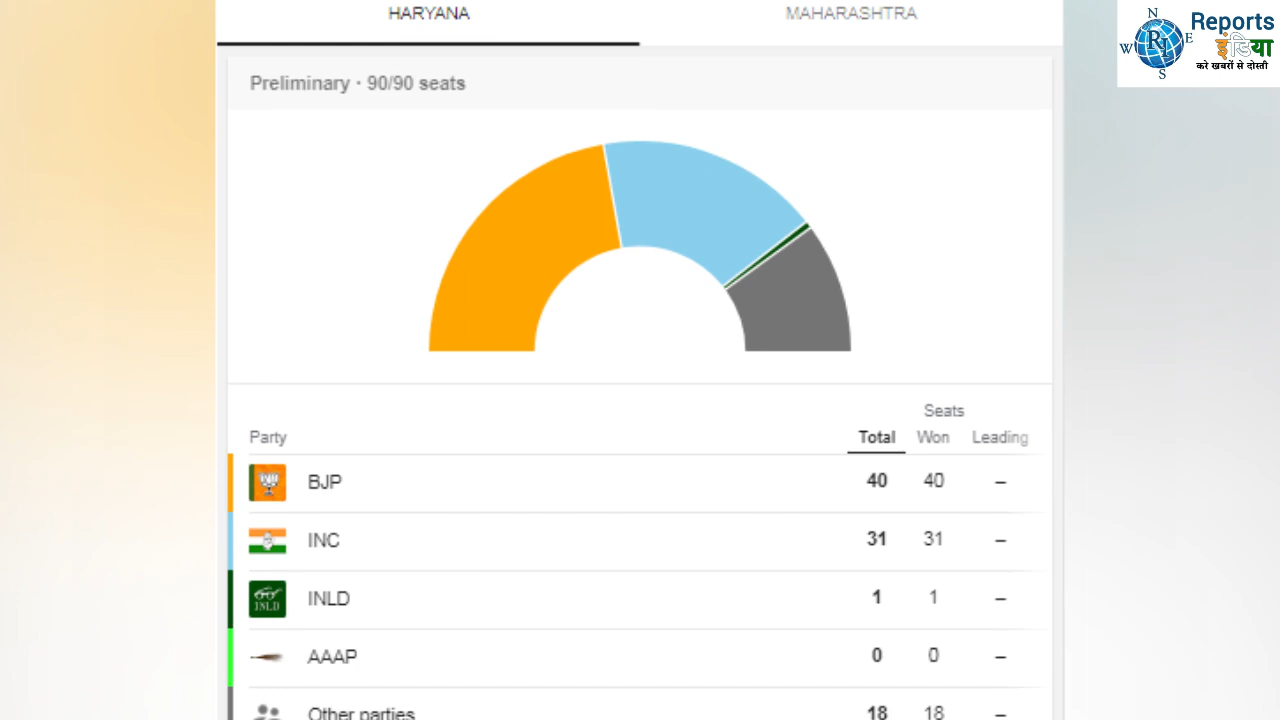 HARYANA MAHARASHTRA
N
W E
RI
S
Reports
इंडिया
करे खबरों से दोस्ती
Preliminary · 90/90 seats
Seats
Party Total Won Leading
BJP 40 40 –
INC 31 31 –
INLD INLD 1 1 –
AAAP 0 0 –
Other parties 18 18 –